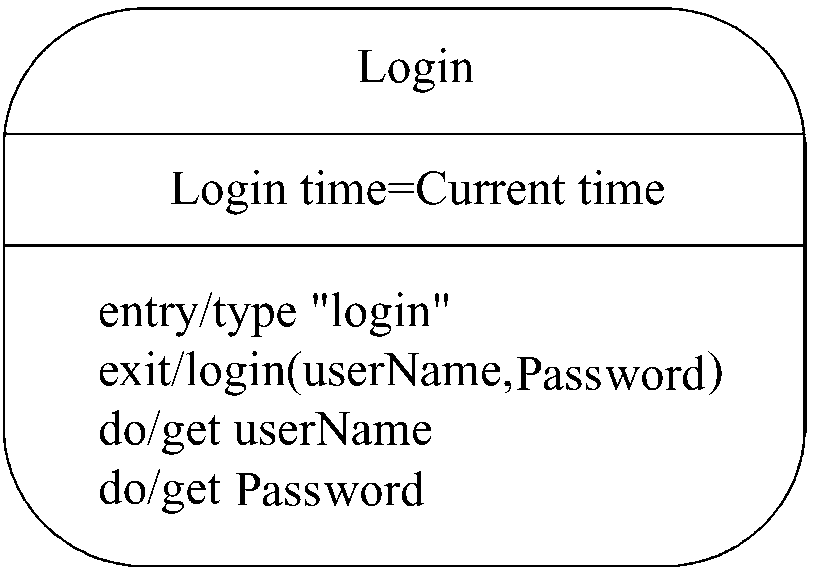 Login
Login time=Current time
entry/type "login"
exit/login(userName,Password)
do/get userName
do/get Password